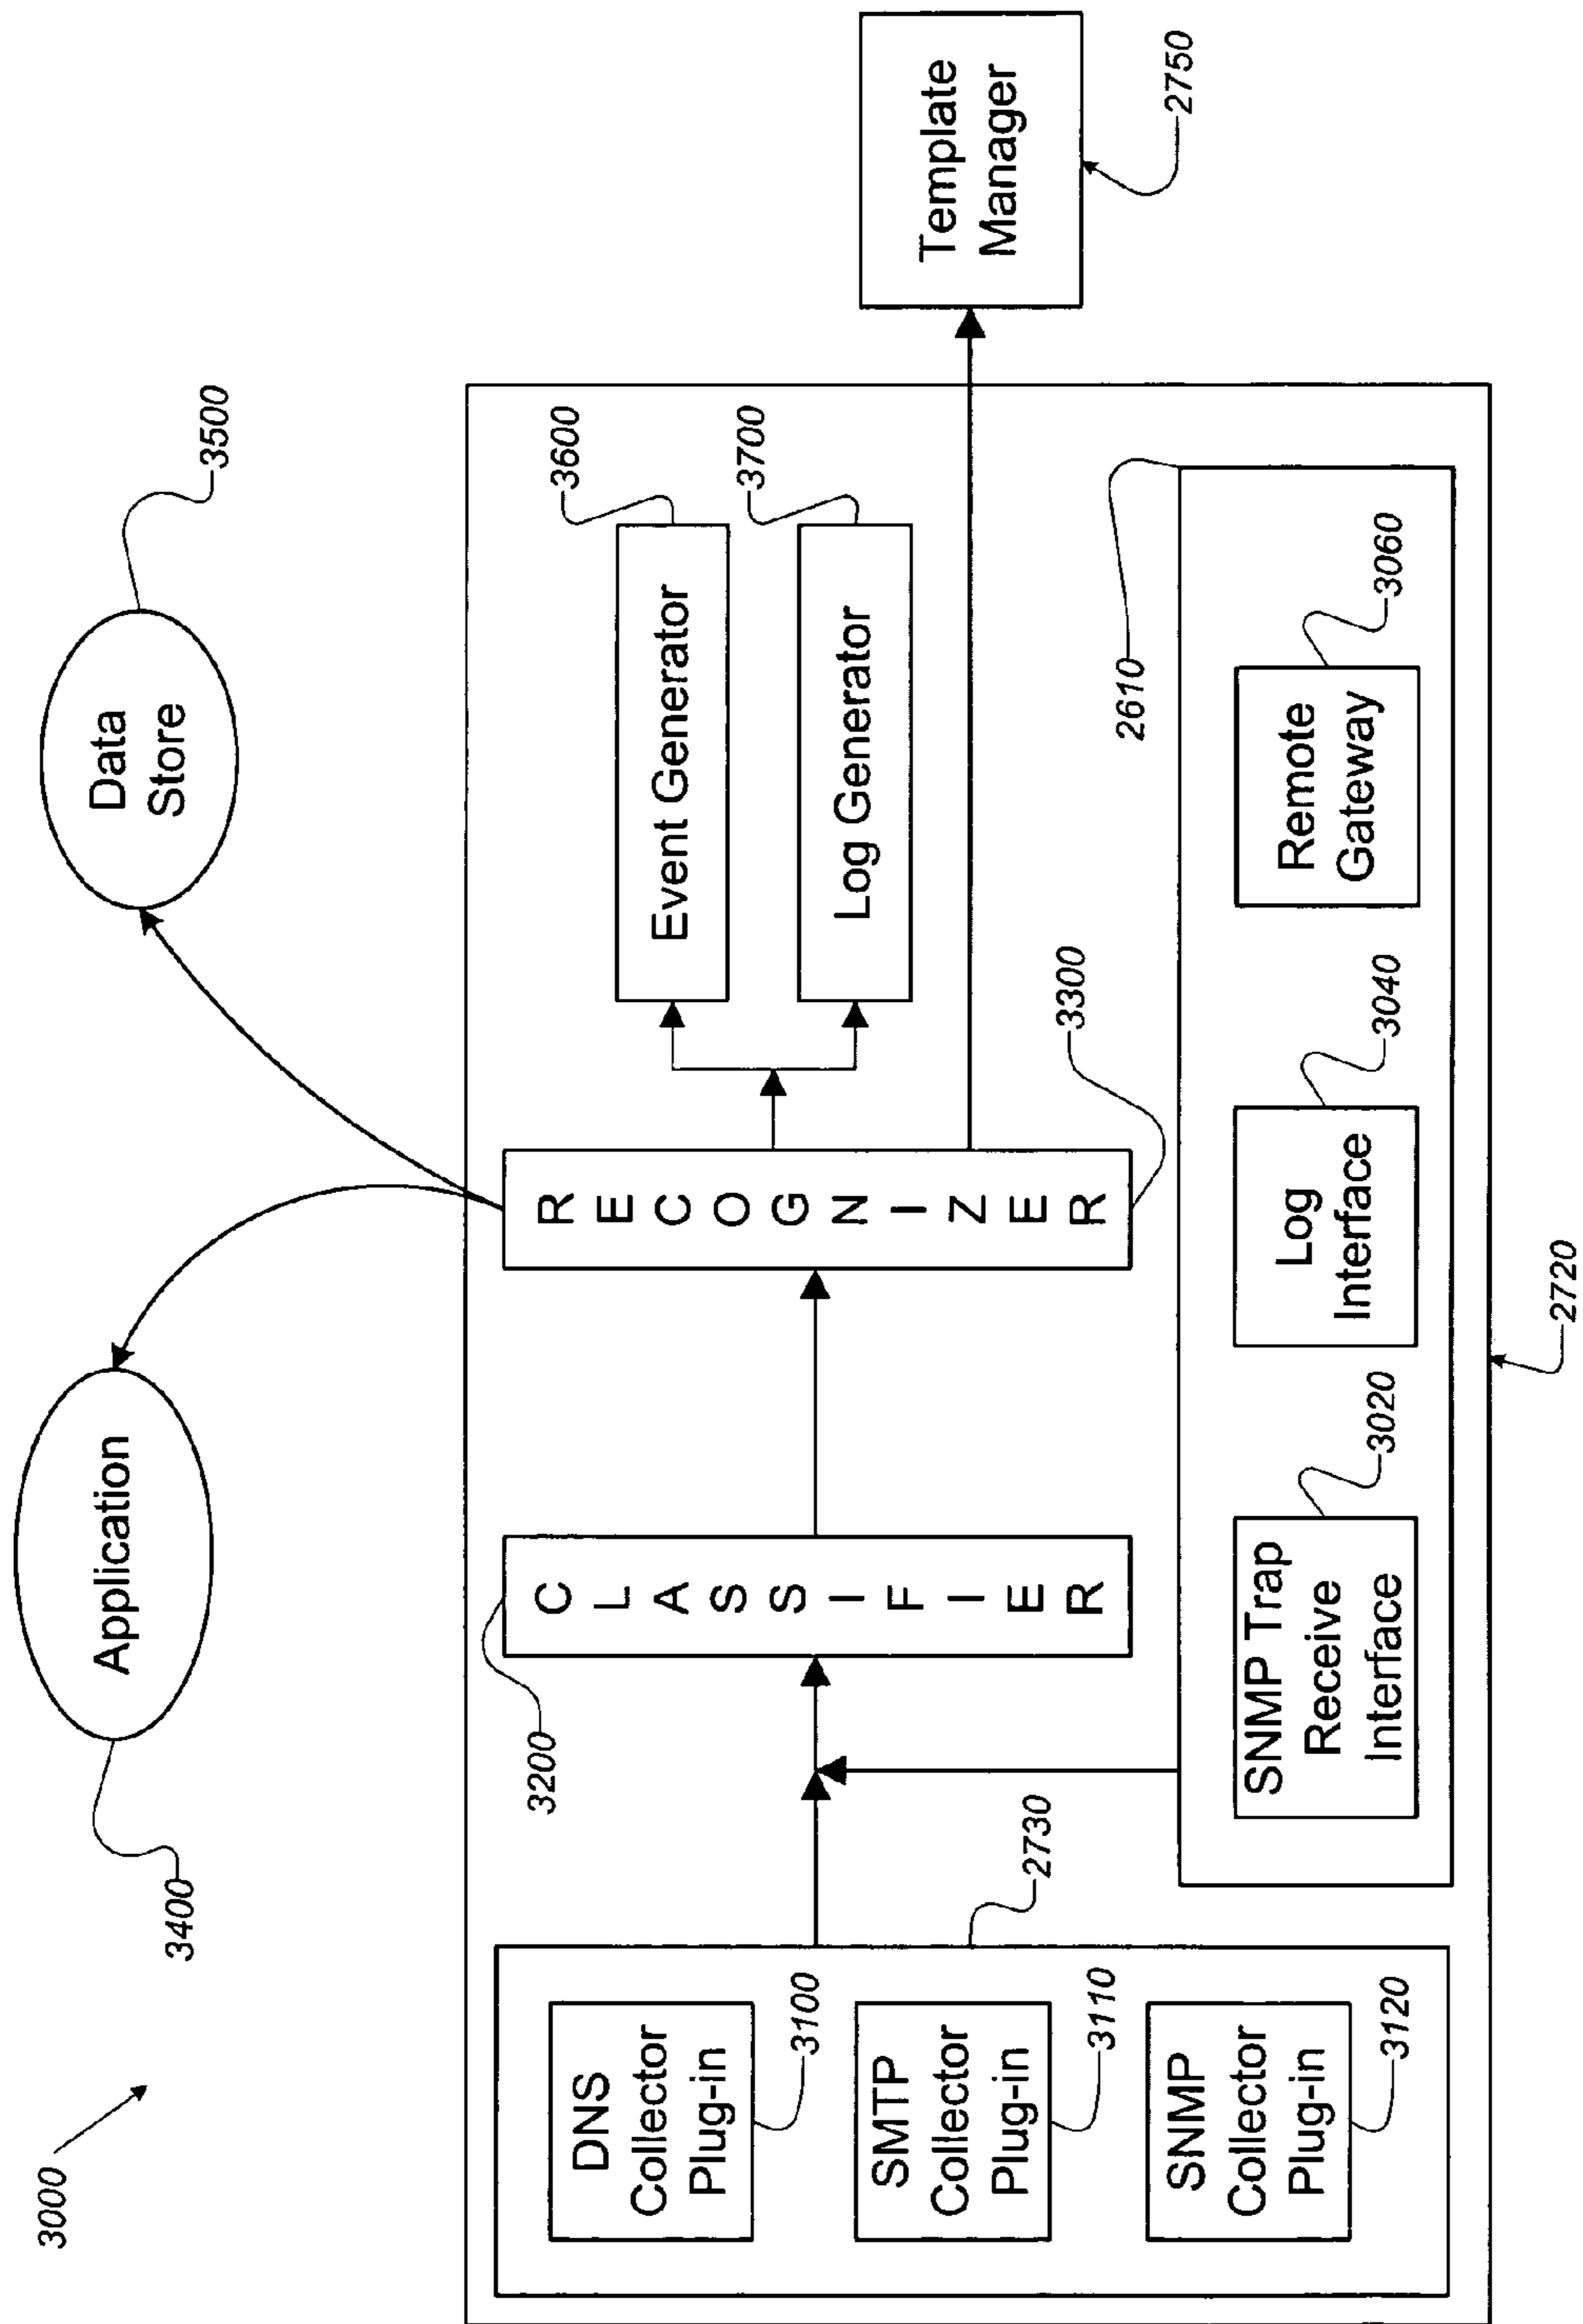 3000
3400
Application
Data
Store
3500
DNS
Collector
Plug-in
3100
SMTP
Collector
Plug-in
3110
SNMP
Collector
Plug-in
3120
2730
3200
CLASSIFIER
RECOGNIZER
3300
Event Generator
3600
Log Generator
3700
2610
SNMP Trap
Receive
Interface
3020
Log
Interface
3040
Remote
Gateway
3060
2720
Template
Manager
2750